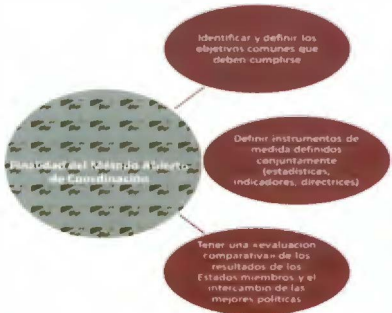 Identificar y definir los
objetivos comunes que
deben cumplirse
Finalidad del Método Abierto
de Coordinación
Definir instrumentos de
medida definidos
conjuntamente
(estadísticas,
indicadores, directrices)
Tener una «evaluación
comparativa» de los
resultados de los
Estados miembros y el
intercambio de las
mejores políticas